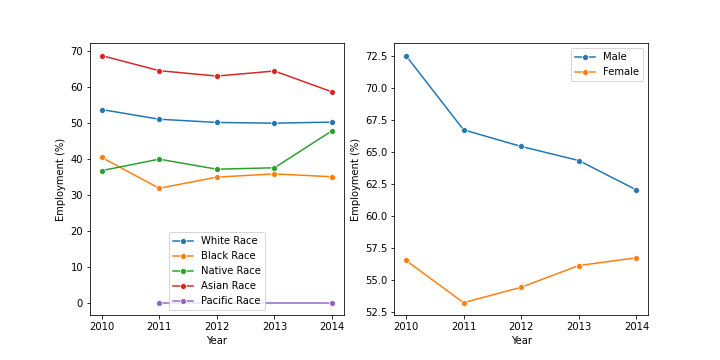 70
60
50
40
30
20
10
0
Employment (%)
2010 2011 2012 2013 2014
Year
White Race
Black Race
Native Race
Asian Race
Pacific Race
72.5
70.0
67.5
65.0
62.5
60.0
57.5
55.0
52.5
Employment (%)
2010 2011 2012 2013 2014
Year
Male
Female